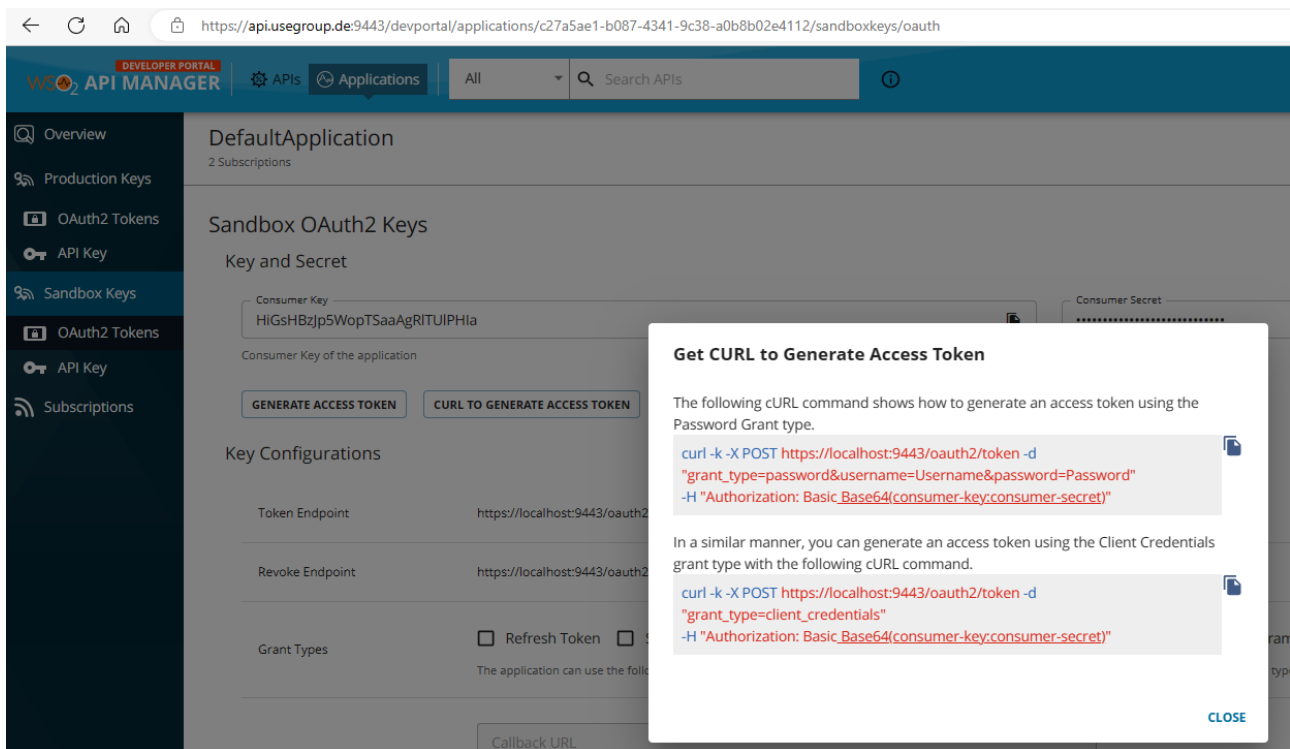 https://api.usegroup.de:9443/devportal/applications/c27a5ae1-b087-4341-9c38-a0b8b02e4112/sandboxkeys/oauth
DEVELOPER PORTAL
WSO2 API MANAGER
APIs
Applications
All
Search APIs
Overview
Production Keys
OAuth2 Tokens
API Key
Sandbox Keys
OAuth2 Tokens
API Key
Subscriptions
DefaultApplication
2 Subscriptions
Sandbox OAuth2 Keys
Key and Secret
Consumer Key
Consumer Secret
HiGsHBzJp5WopTSaaAgRlTUlPHIa
Consumer Key of the application
GENERATE ACCESS TOKEN
CURL TO GENERATE ACCESS TOKEN
Key Configurations
Token Endpoint
https://localhost:9443/oauth2
Revoke Endpoint
https://localhost:9443/oauth2
Grant Types
Refresh Token
The application can use the
Callback URL
Get CURL to Generate Access Token
The following cURL command shows how to generate an access token using the
Password Grant type.
curl -k -X POST https://localhost:9443/oauth2/token -d
"grant_type=password&username=Username&password=Password"
-H "Authorization: Basic Base64(consumer-key:consumer-secret)"
In a similar manner, you can generate an access token using the Client Credentials
grant type with the following cURL command.
curl -k -X POST https://localhost:9443/oauth2/token -d
"grant_type=client_credentials"
-H "Authorization: Basic Base64(consumer-key:consumer-secret)"
CLOSE